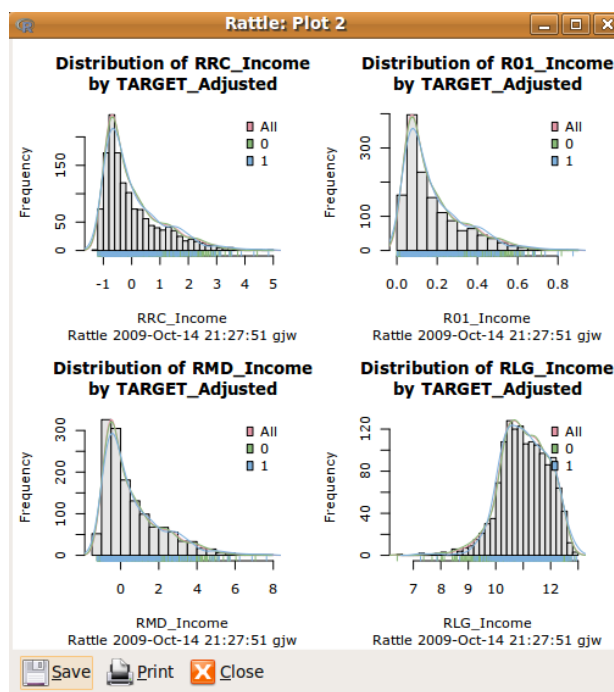 Rattle: Plot 2
Distribution of RRC_Income
by TARGET_Adjusted
All
0
1
Frequency
0
50
150
-1 0 1 2 3 4 5
RRC_Income
Rattle 2009-Oct-14 21:27:51 gjw
Distribution of R01_Income
by TARGET_Adjusted
All
0
1
Frequency
0
100
300
0.0 0.2 0.4 0.6 0.8
R01_Income
Rattle 2009-Oct-14 21:27:51 gjw
Distribution of RMD_Income
by TARGET_Adjusted
All
0
1
Frequency
0
100
200
300
0 2 4 6 8
RMD_Income
Rattle 2009-Oct-14 21:27:51 gjw
Distribution of RLG_Income
by TARGET_Adjusted
All
0
1
Frequency
0
40
80
120
7 8 9 10 12
RLG_Income
Rattle 2009-Oct-14 21:27:51 gjw
Save Print Close